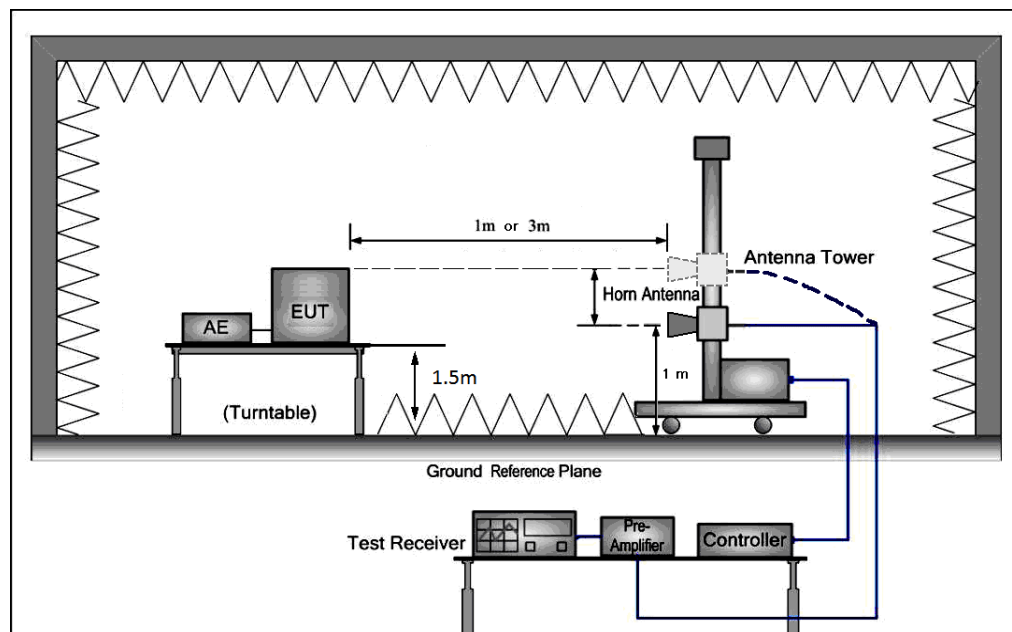 1m or 3m
Antenna Tower
Horn Antenna
EUT
AE
1 m
1.5m
(Turntable)
Ground Reference Plane
Test Receiver
Pre-
Amplifier
Controller